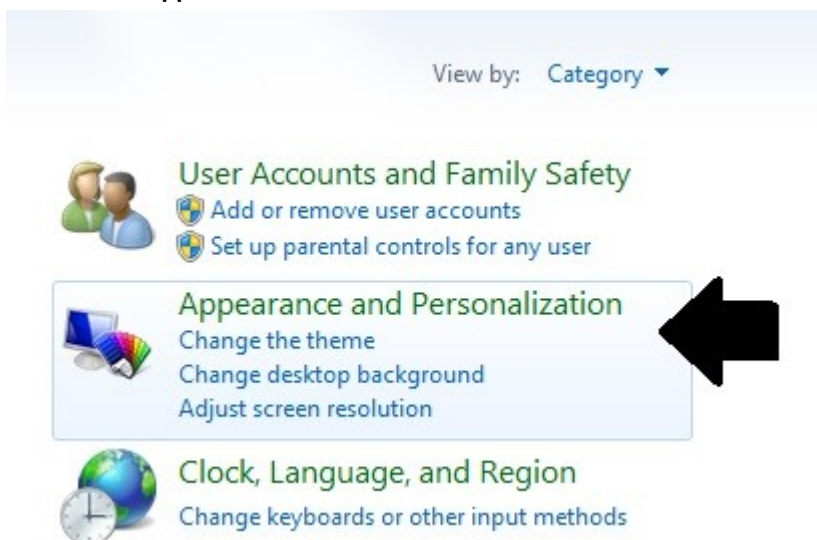 View by: Category
User Accounts and Family Safety
Add or remove user accounts
Set up parental controls for any user
Appearance and Personalization
Change the theme
Change desktop background
Adjust screen resolution
Clock, Language, and Region
Change keyboards or other input methods